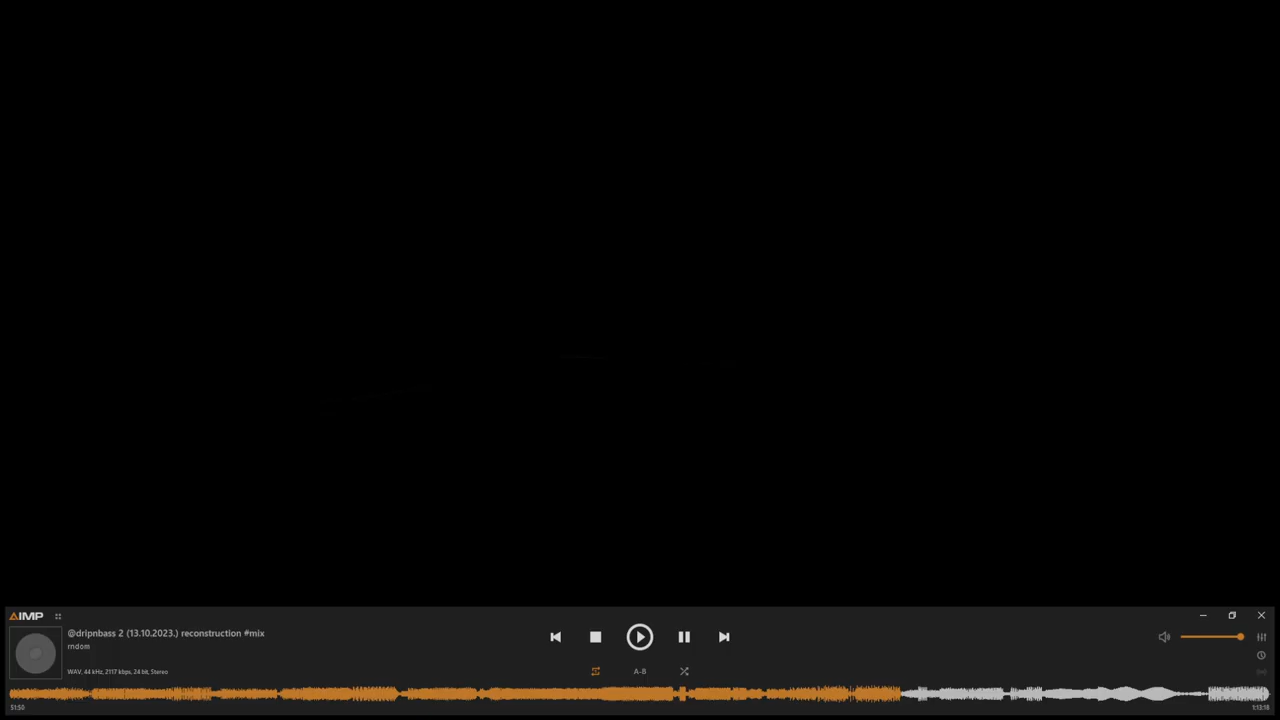 AIMP
@dripnbass 2 (13.10.2023.) reconstruction #mix
rndom
WAV, 44 kHz, 2117 kbps, 24 bit, Stereo
A-B
51:50
1:13:18